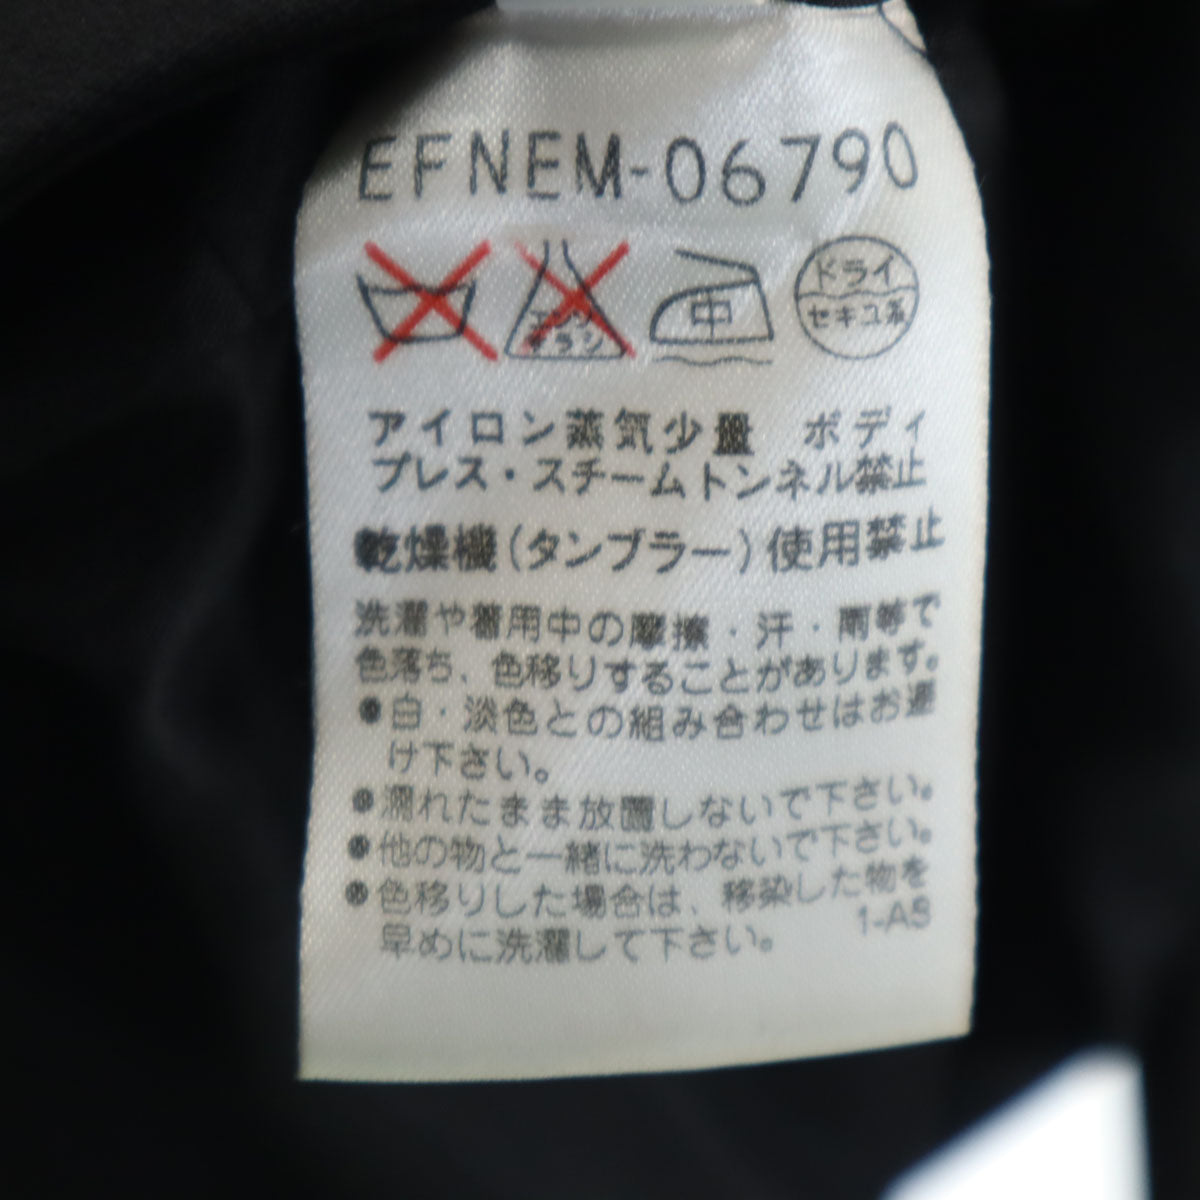 EFNEM-06790
エンソ
サラシ
中
ドライ
セキユ系
アイロン蒸気少量 ボディ
プレス・スチームトンネル禁止
乾燥機(タンブラー)使用禁止
洗濯や着用中の摩擦・汗・雨等で
色落ち、色移りすることがあります。
●白・淡色との組み合わせはお避
け下さい。
●濡れたまま放置しないで下さい。
●他の物と一緒に洗わないで下さい。
●色移りした場合は、移染した物を
早めに洗濯して下さい。
1-AS